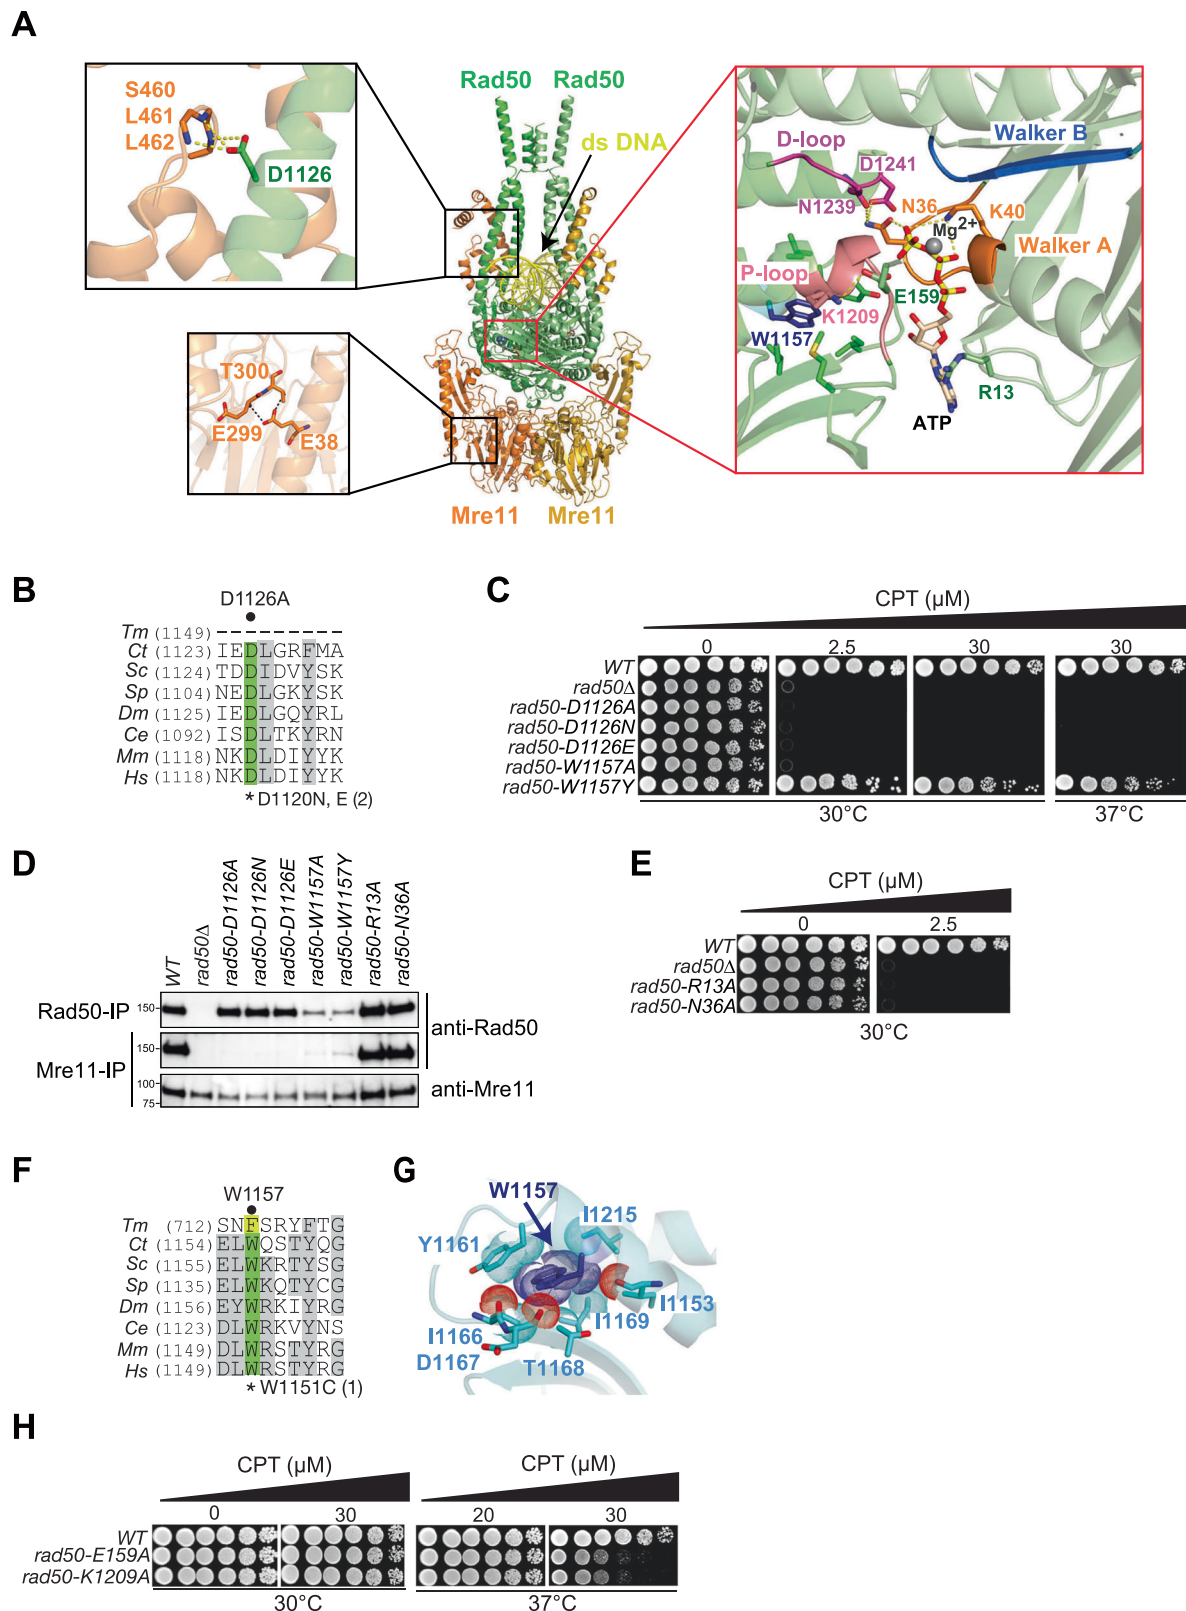 A
S460
L461
L462
D1126
Rad50
Rad50
ds DNA
T300
E299
E38
Mre11
Mre11
Walker B
D-loop
D1241
N1239
N36
K40
Mg2+
Walker A
P-loop
E159
K1209
W1157
R13
ATP
B
D1126A
Tm (1149) ----------
Ct (1123) IEDLGRFMA
Sc (1124) TDDIDVYSK
Sp (1104) NEDLGKYSK
Dm (1125) IEDLGQYRL
Ce (1092) ISDLTKYRN
Mm (1118) NKDLDIYYK
Hs (1118) NKDLDIYYK
* D1120N, E (2)
C
CPT (µM)
0 2.5 30 30
WT
rad50Δ
rad50-D1126A
rad50-D1126N
rad50-D1126E
rad50-W1157A
rad50-W1157Y
30°C 37°C
D
WT
rad50Δ
rad50-D1126A
rad50-D1126N
rad50-D1126E
rad50-W1157A
rad50-W1157Y
rad50-R13A
rad50-N36A
Rad50-IP 150-
anti-Rad50
Mre11-IP 150-
100-
75-
anti-Mre11
E
CPT (µM)
0 2.5
WT
rad50Δ
rad50-R13A
rad50-N36A
30°C
F
W1157
Tm (712) SNFSRYFTG
Ct (1154) ELWQSTYQG
Sc (1155) ELWKRTYSG
Sp (1135) ELWKQTYCG
Dm (1156) EYWRKIYRG
Ce (1123) DLWRKVYNS
Mm (1149) DLWRSTYRG
Hs (1149) DLWRSTYRG
* W1151C (1)
G
W1157
I1215
Y1161
I1153
I1169
I1166
D1167
T1168
H
CPT (µM) CPT (µM)
0 30 20 30
WT
rad50-E159A
rad50-K1209A
30°C 37°C